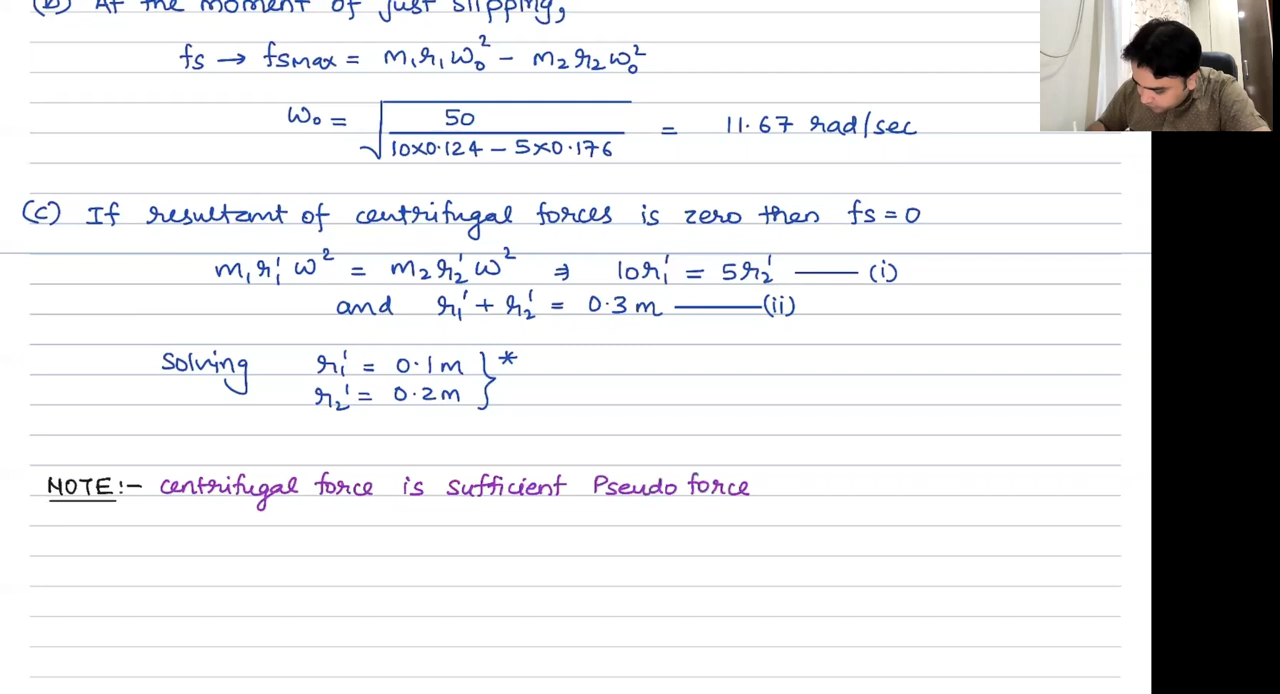 (b) At the moment of just slipping,
fs → fsmax = m₁r₁ω₀² − m₂r₂ω₀²
ω₀ = √(50 / (10×0.124 − 5×0.176)) = 11.67 rad/sec
(c) If resultant of centrifugal forces is zero then fs = 0
m₁r₁'ω² = m₂r₂'ω² ⇒ 10r₁' = 5r₂' —— (i)
and r₁' + r₂' = 0.3 m ——(ii)
Solving r₁' = 0.1m } *
r₂' = 0.2m
NOTE:- centrifugal force is sufficient Pseudo force